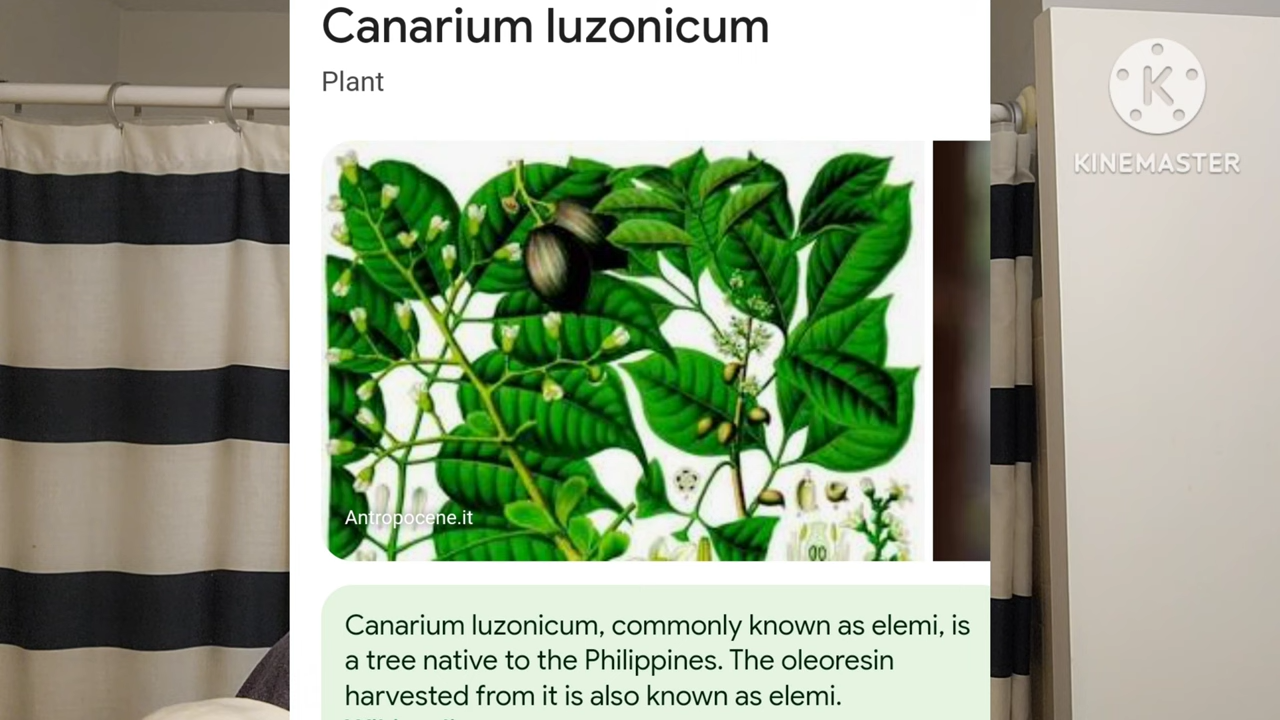 Canarium luzonicum
Plant
KINEMASTER
Antropocene.it
Canarium luzonicum, commonly known as elemi, is
a tree native to the Philippines. The oleoresin
harvested from it is also known as elemi.